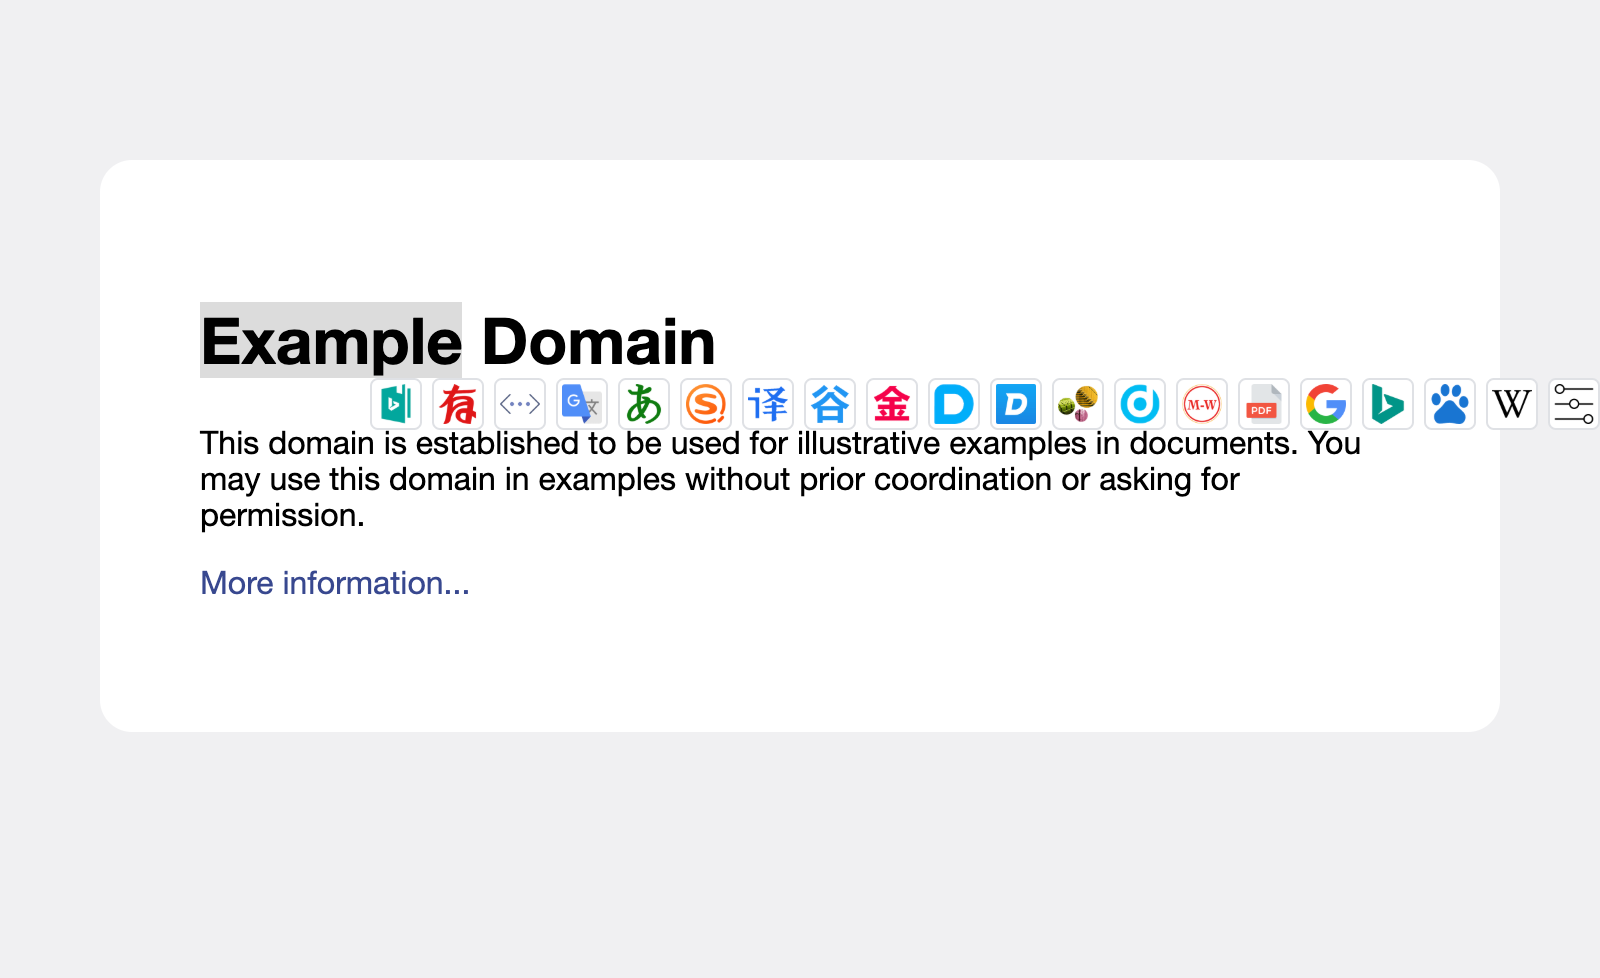 Example Domain
有 <···> G 文 あ S 译 谷 金 D D d M-W PDF G b W
This domain is established to be used for illustrative examples in documents. You
may use this domain in examples without prior coordination or asking for
permission.
More information...